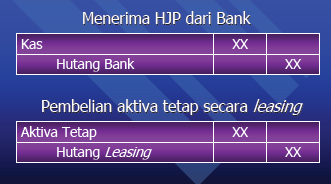 Menerima HJP dari Bank
Kas XX
Hutang Bank XX
Pembelian aktiva tetap secara leasing
Aktiva Tetap XX
Hutang Leasing XX